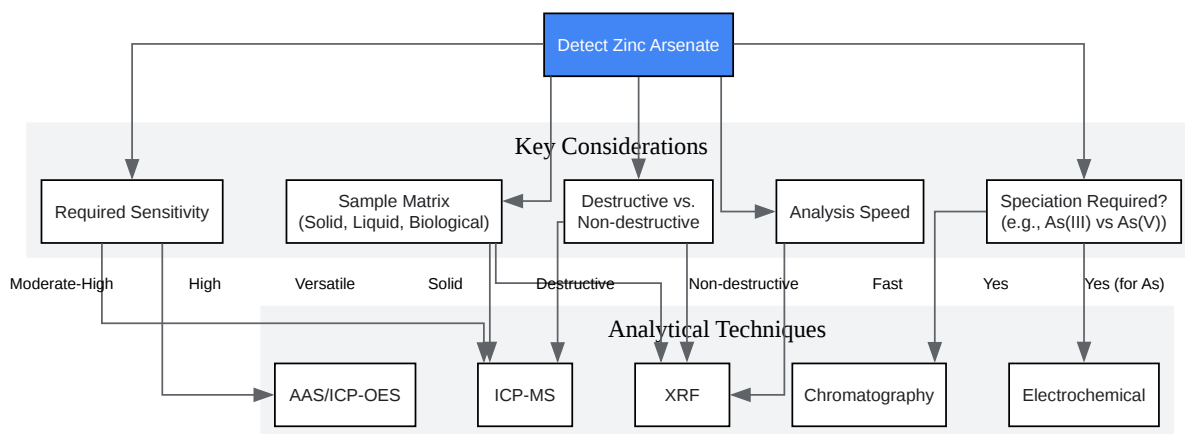 Detect Zinc Arsenate
Key Considerations
Required Sensitivity
Sample Matrix
(Solid, Liquid, Biological)
Destructive vs.
Non-destructive
Analysis Speed
Speciation Required?
(e.g., As(III) vs As(V))
Moderate-High
High
Versatile
Solid
Destructive
Non-destructive
Fast
Yes
Yes (for As)
Analytical Techniques
AAS/ICP-OES
ICP-MS
XRF
Chromatography
Electrochemical